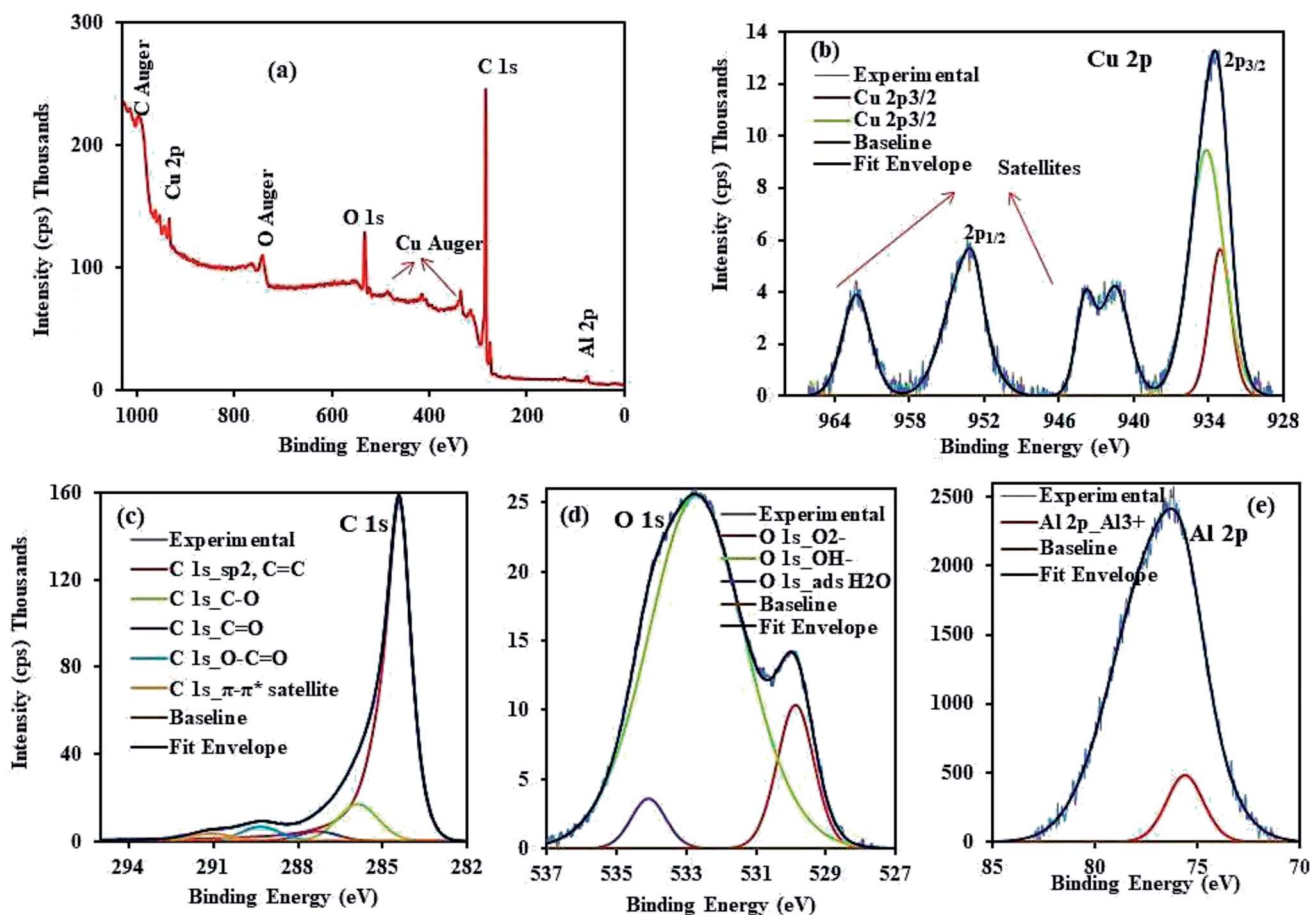 (a)
Intensity (cps) Thousands
300
200
100
0
C Auger
Cu 2p
O Auger
O 1s
Cu Auger
C 1s
Al 2p
1000 800 600 400 200 0
Binding Energy (eV)
(b)
Cu 2p
Intensity (cps) Thousands
14
12
10
8
6
4
2
0
Experimental
Cu 2p3/2
Cu 2p3/2
Baseline
Fit Envelope
Satellites
2p1/2
2p3/2
964 958 952 946 940 934 928
Binding Energy (eV)
(c)
C 1s
Intensity (cps) Thousands
160
120
80
40
0
Experimental
C 1s_sp2, C=C
C 1s_C-O
C 1s_C=O
C 1s_O-C=O
C 1s_π-π* satellite
Baseline
Fit Envelope
294 291 288 285 282
Binding Energy (eV)
(d)
O 1s
25
20
15
10
5
0
Experimental
O 1s_O2-
O 1s_OH-
O 1s_ads H2O
Baseline
Fit Envelope
537 535 533 531 529 527
Binding Energy (eV)
(e)
Al 2p
2500
2000
1500
1000
500
0
Experimental
Al 2p_Al3+
Baseline
Fit Envelope
85 80 75 70
Binding Energy (eV)